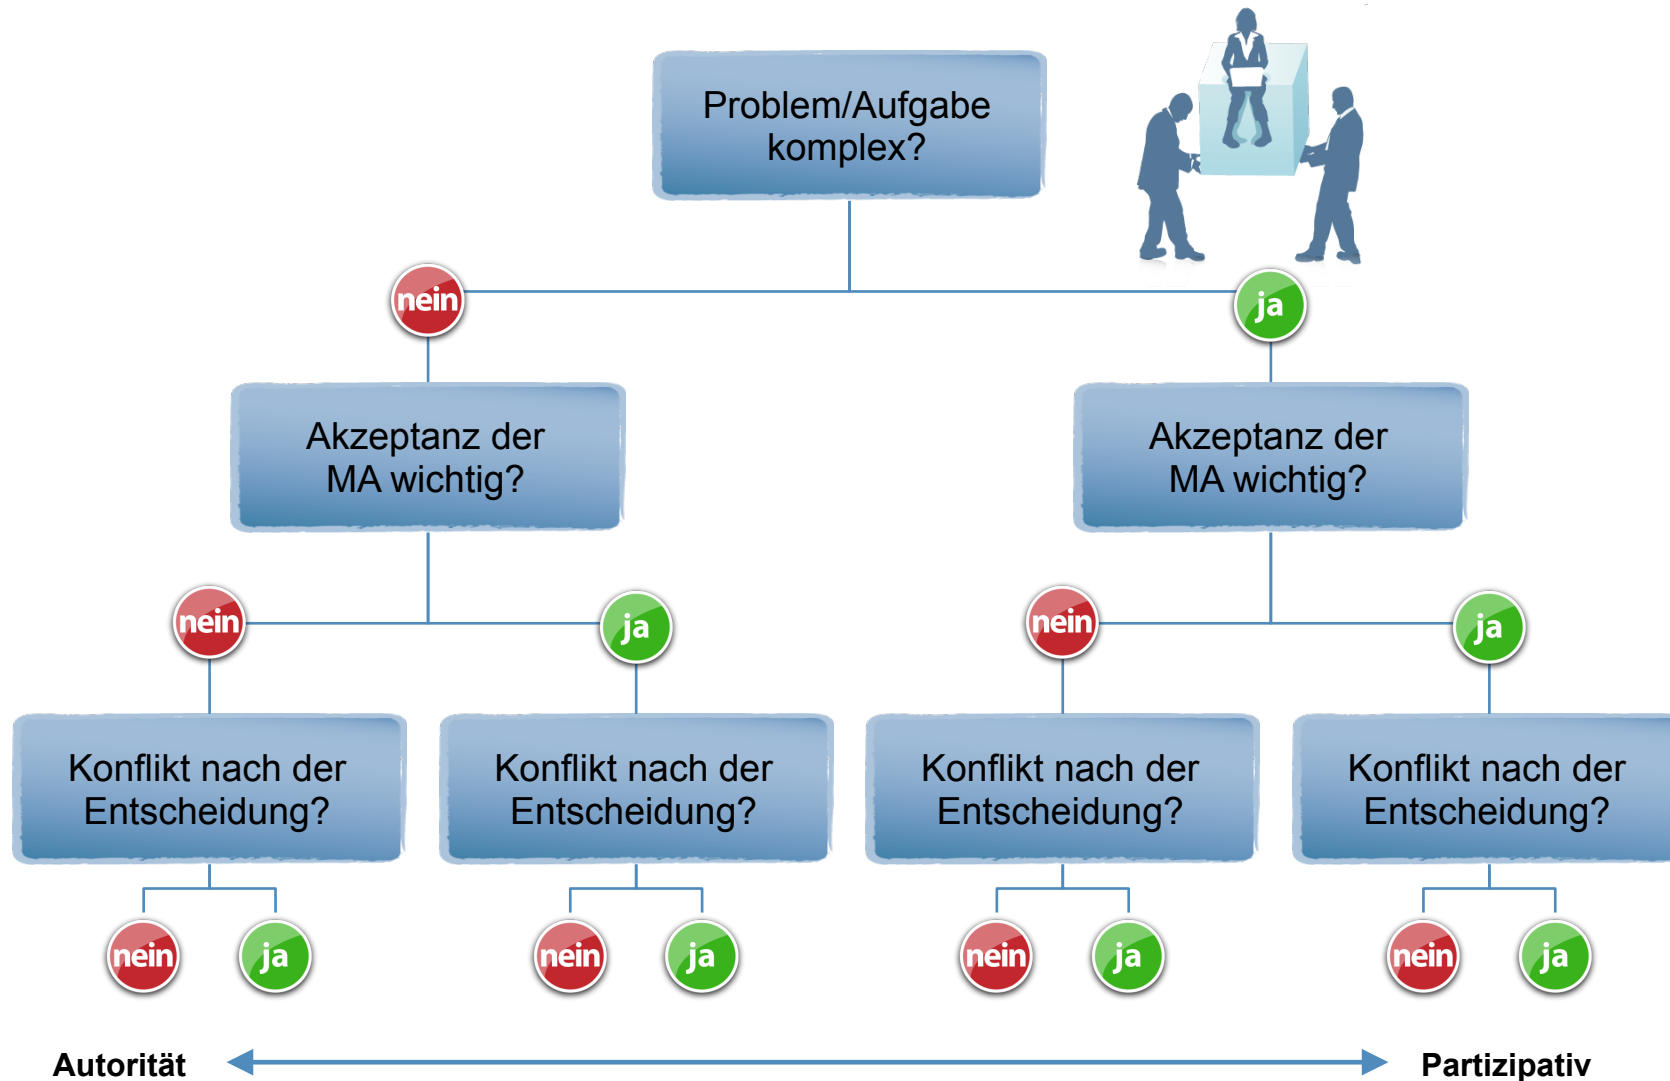 Problem/Aufgabe
komplex?
nein
ja
Akzeptanz der
MA wichtig?
Akzeptanz der
MA wichtig?
nein
ja
nein
ja
Konflikt nach der
Entscheidung?
Konflikt nach der
Entscheidung?
Konflikt nach der
Entscheidung?
Konflikt nach der
Entscheidung?
nein
ja
nein
ja
nein
ja
nein
ja
Autorität
Partizipativ